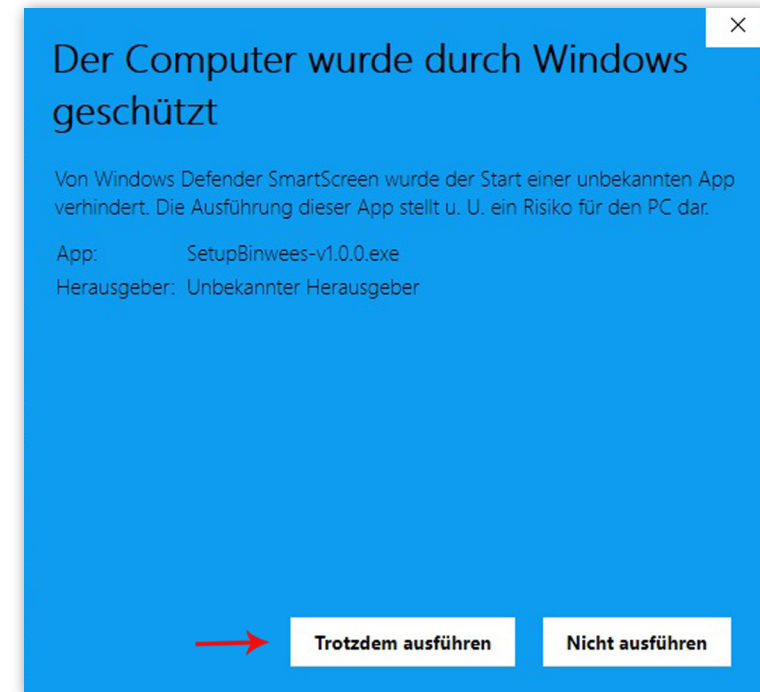 Der Computer wurde durch Windows
geschützt
Von Windows Defender SmartScreen wurde der Start einer unbekannten App
verhindert. Die Ausführung dieser App stellt u. U. ein Risiko für den PC dar.
App: SetupBinwees-v1.0.0.exe
Herausgeber: Unbekannter Herausgeber
Trotzdem ausführen Nicht ausführen